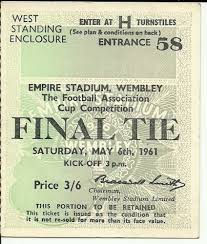 WEST
STANDING
ENCLOSURE
ENTER AT H TURNSTILES
(See plan & conditions on back)
ENTRANCE 58
EMPIRE STADIUM, WEMBLEY
The Football Association
Cup Competition
FINAL TIE
SATURDAY, MAY 6th, 1961
KICK-OFF 3 p.m.
Price 3/6
Chairman,
Wembley Stadium Limited
THIS PORTION TO BE RETAINED
This ticket is issued on the condition that
it is not re-sold for more than its face value.